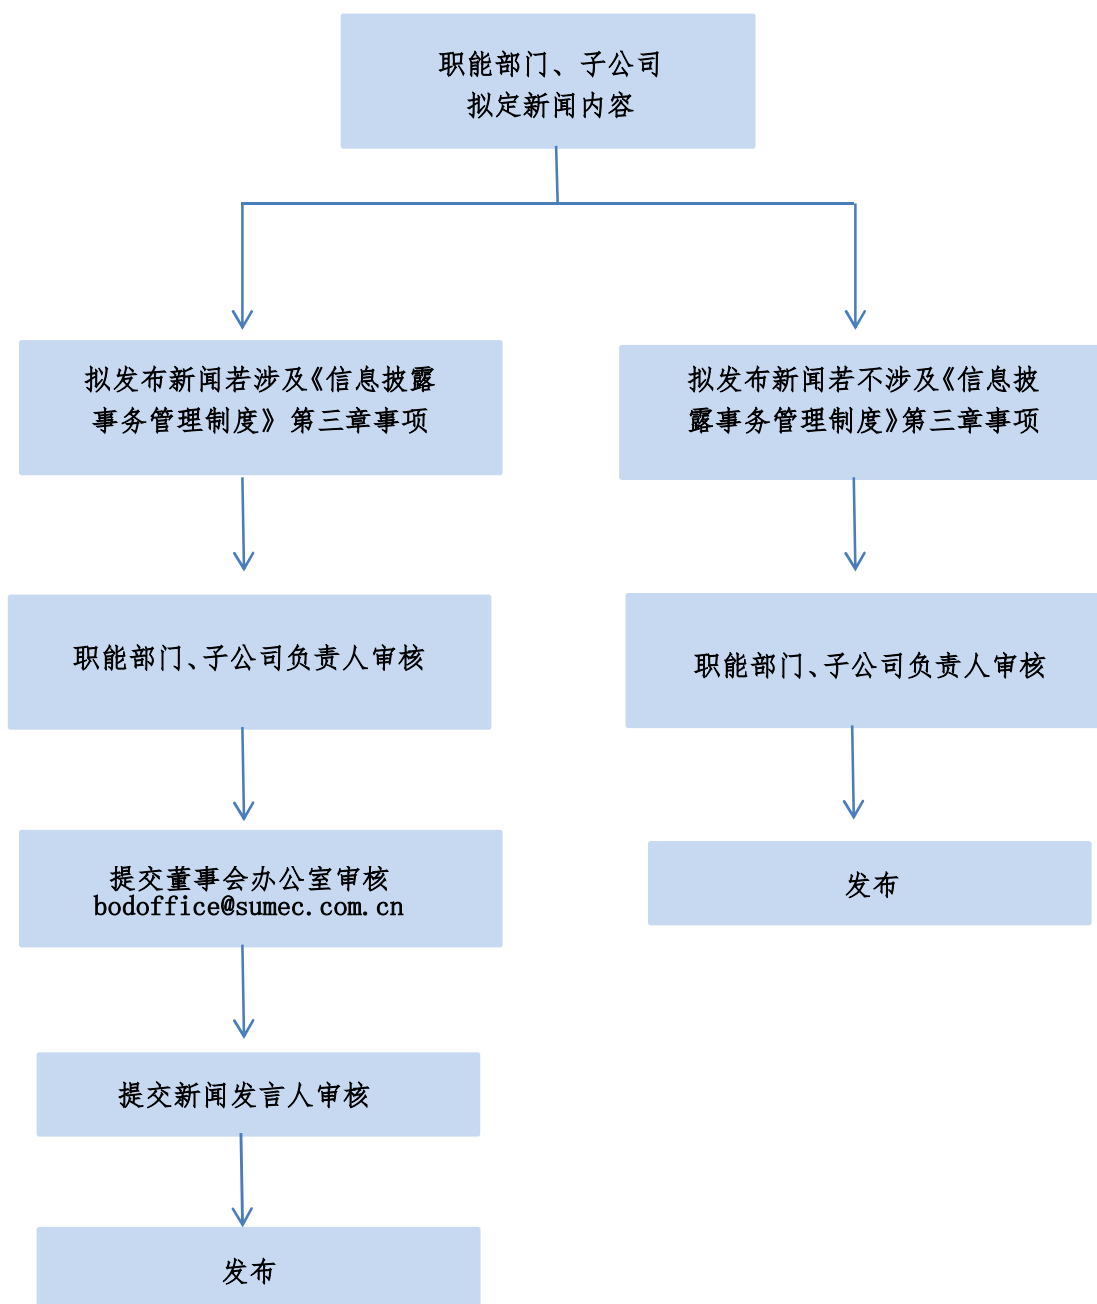 职能部门、子公司
拟定新闻内容
拟发布新闻若涉及《信息披露
事务管理制度》第三章事项
拟发布新闻若不涉及《信息披
露事务管理制度》第三章事项
职能部门、子公司负责人审核
职能部门、子公司负责人审核
提交董事会办公室审核
bodoffice@sumec.com.cn
发布
提交新闻发言人审核
发布